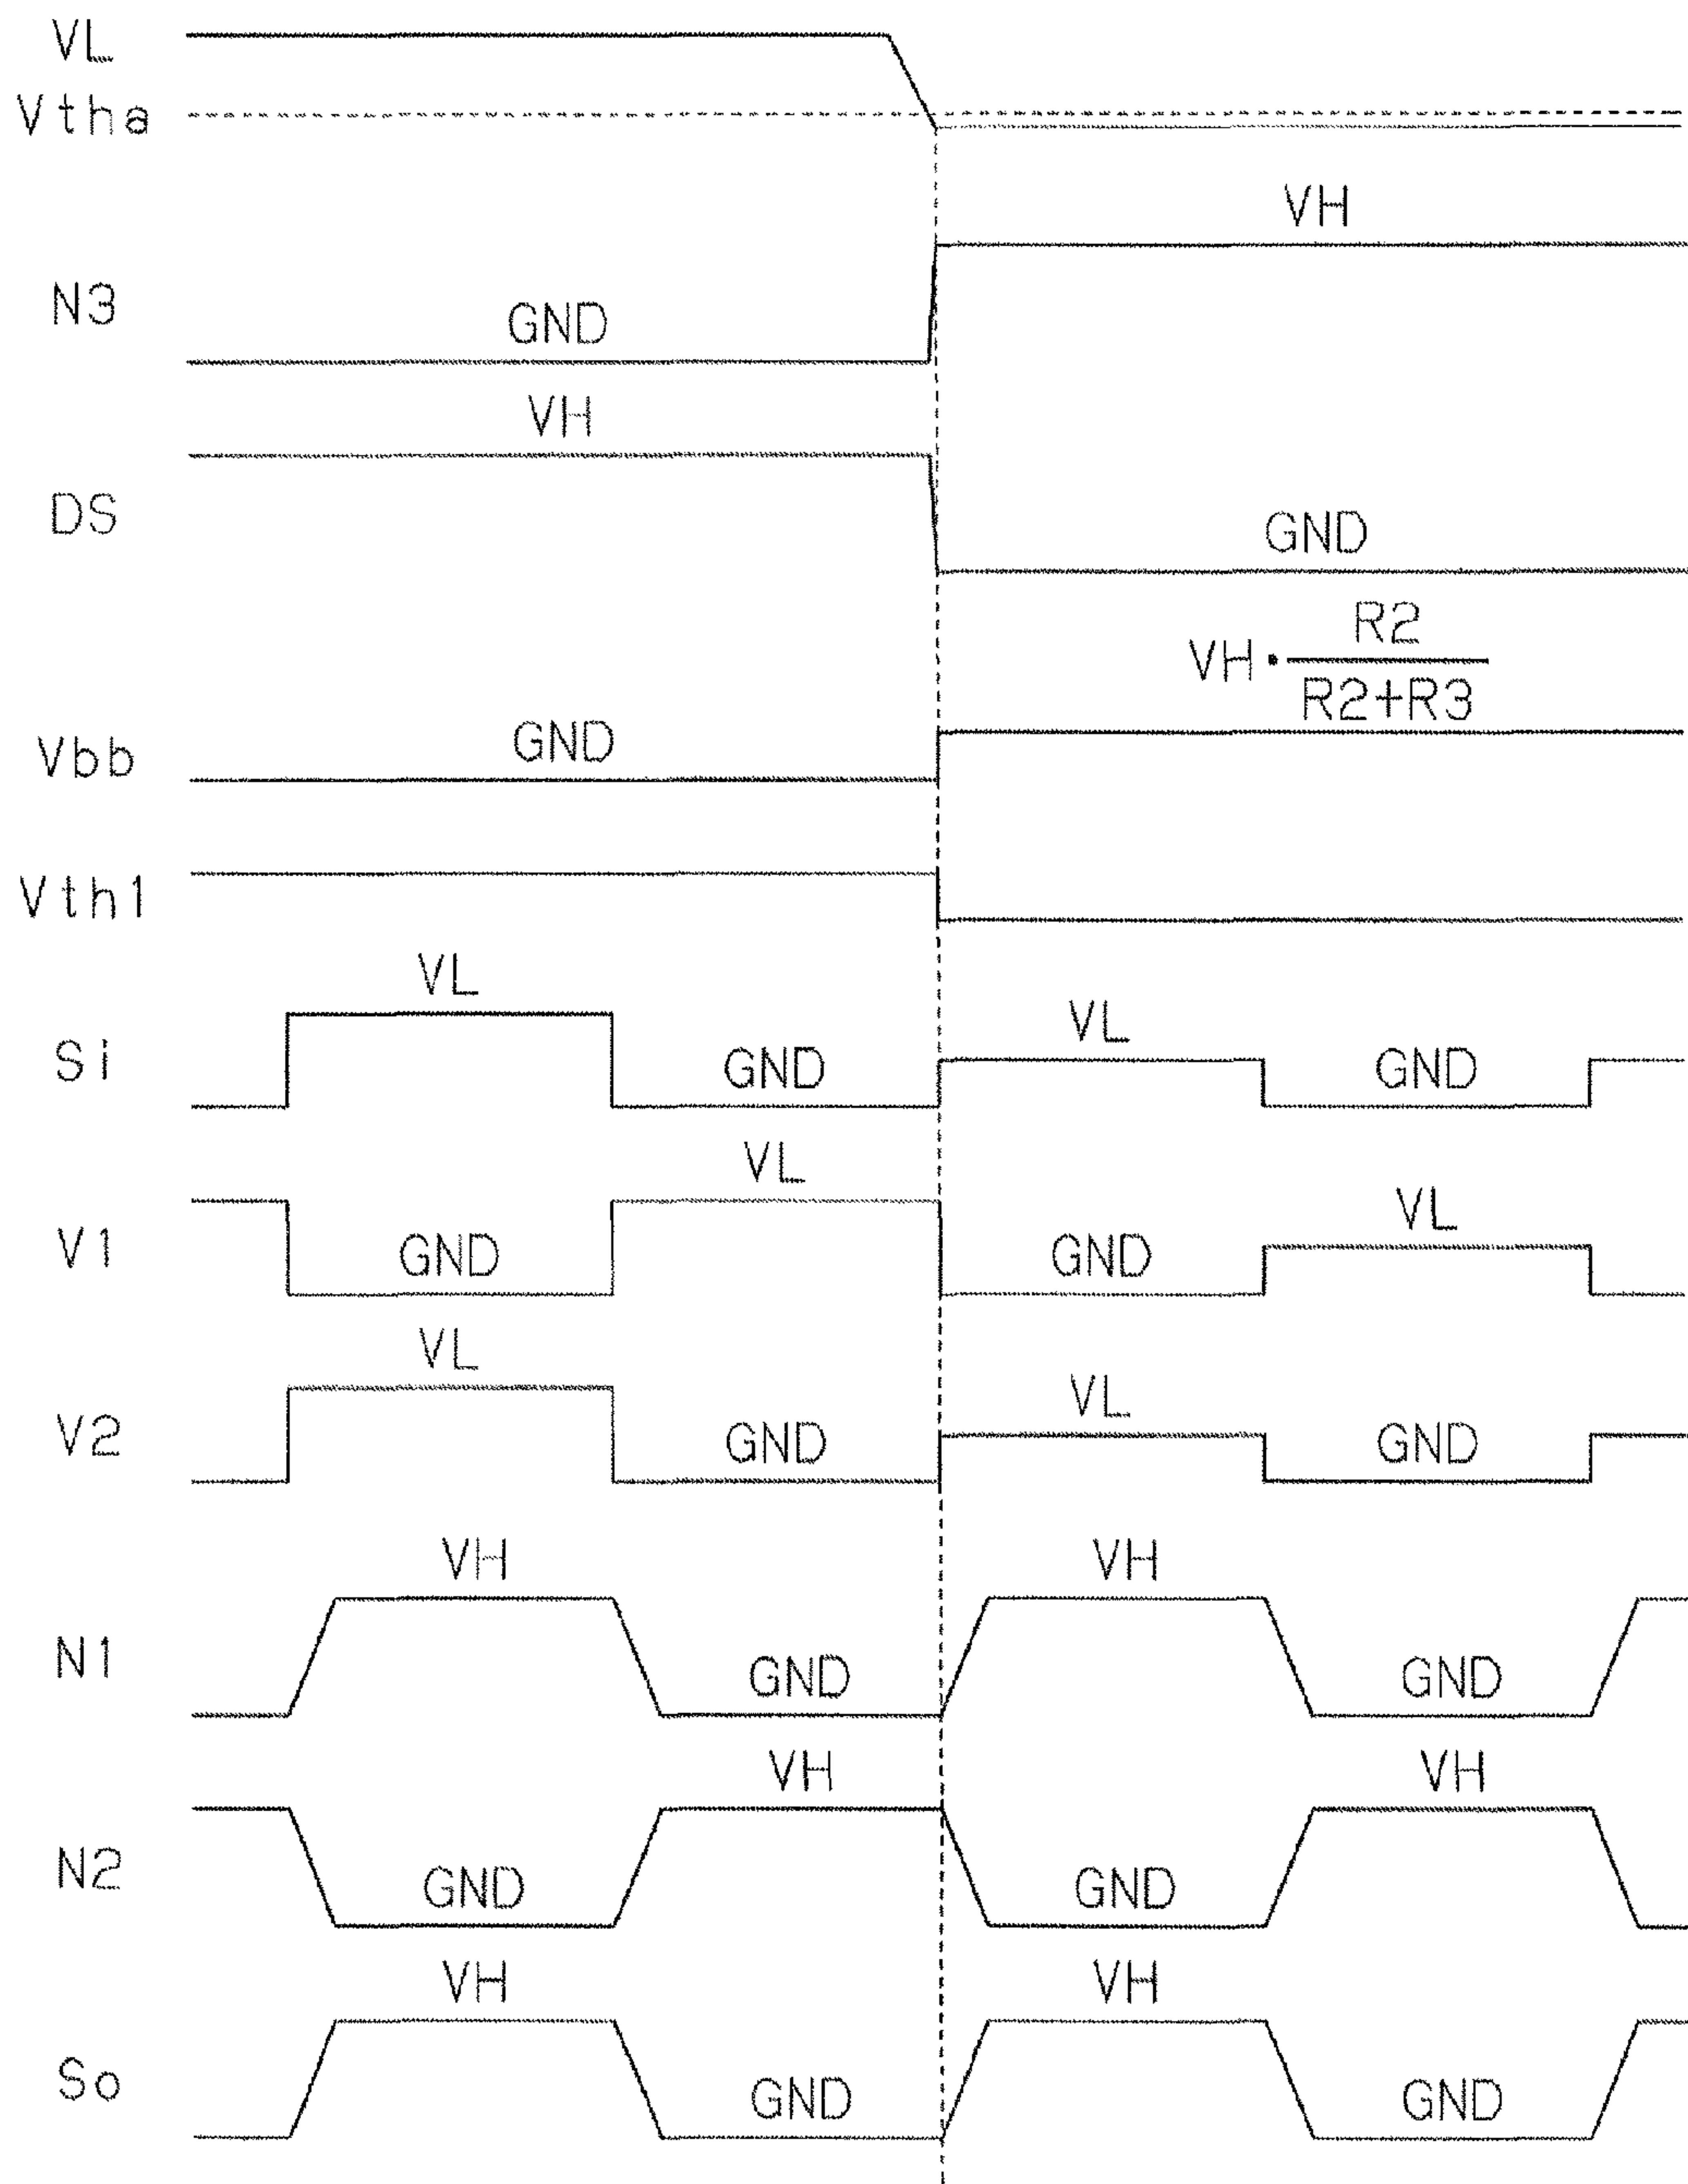 VL
Vtha
VH
N3
GND
VH
DS
GND
VH · R2 / R2+R3
Vbb
GND
Vth1
VL
VL
Si
GND
GND
VL
VL
V1
GND
GND
VL
VL
V2
GND
GND
VH
VH
N1
GND
GND
VH
VH
N2
GND
GND
VH
VH
So
GND
GND